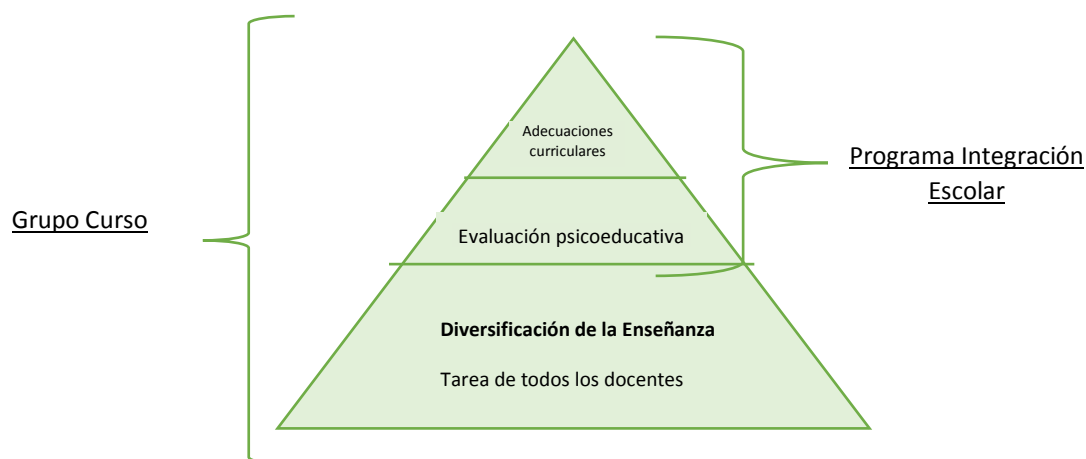 Adecuaciones
curriculares
Programa Integración
Escolar
Grupo Curso
Evaluación psicoeducativa
Diversificación de la Enseñanza
Tarea de todos los docentes